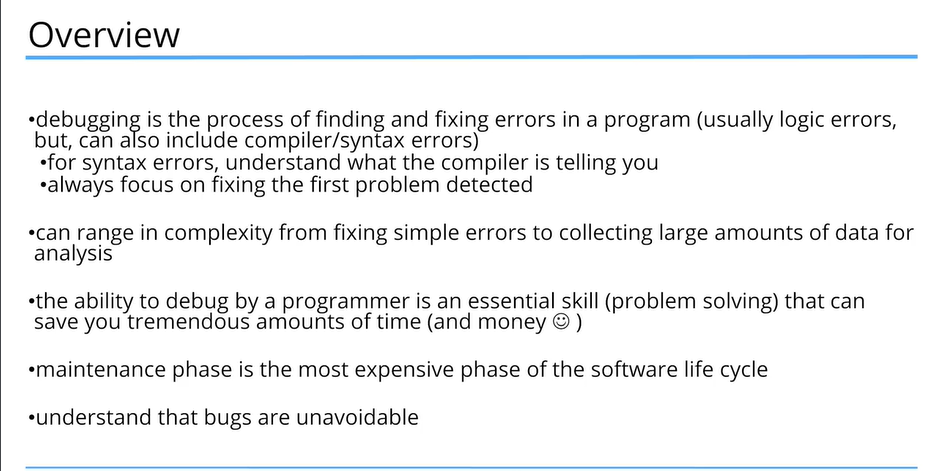 Overview
•debugging is the process of finding and fixing errors in a program (usually logic errors,
but, can also include compiler/syntax errors)
•for syntax errors, understand what the compiler is telling you
•always focus on fixing the first problem detected
•can range in complexity from fixing simple errors to collecting large amounts of data for
analysis
•the ability to debug by a programmer is an essential skill (problem solving) that can
save you tremendous amounts of time (and money ☺ )
•maintenance phase is the most expensive phase of the software life cycle
•understand that bugs are unavoidable